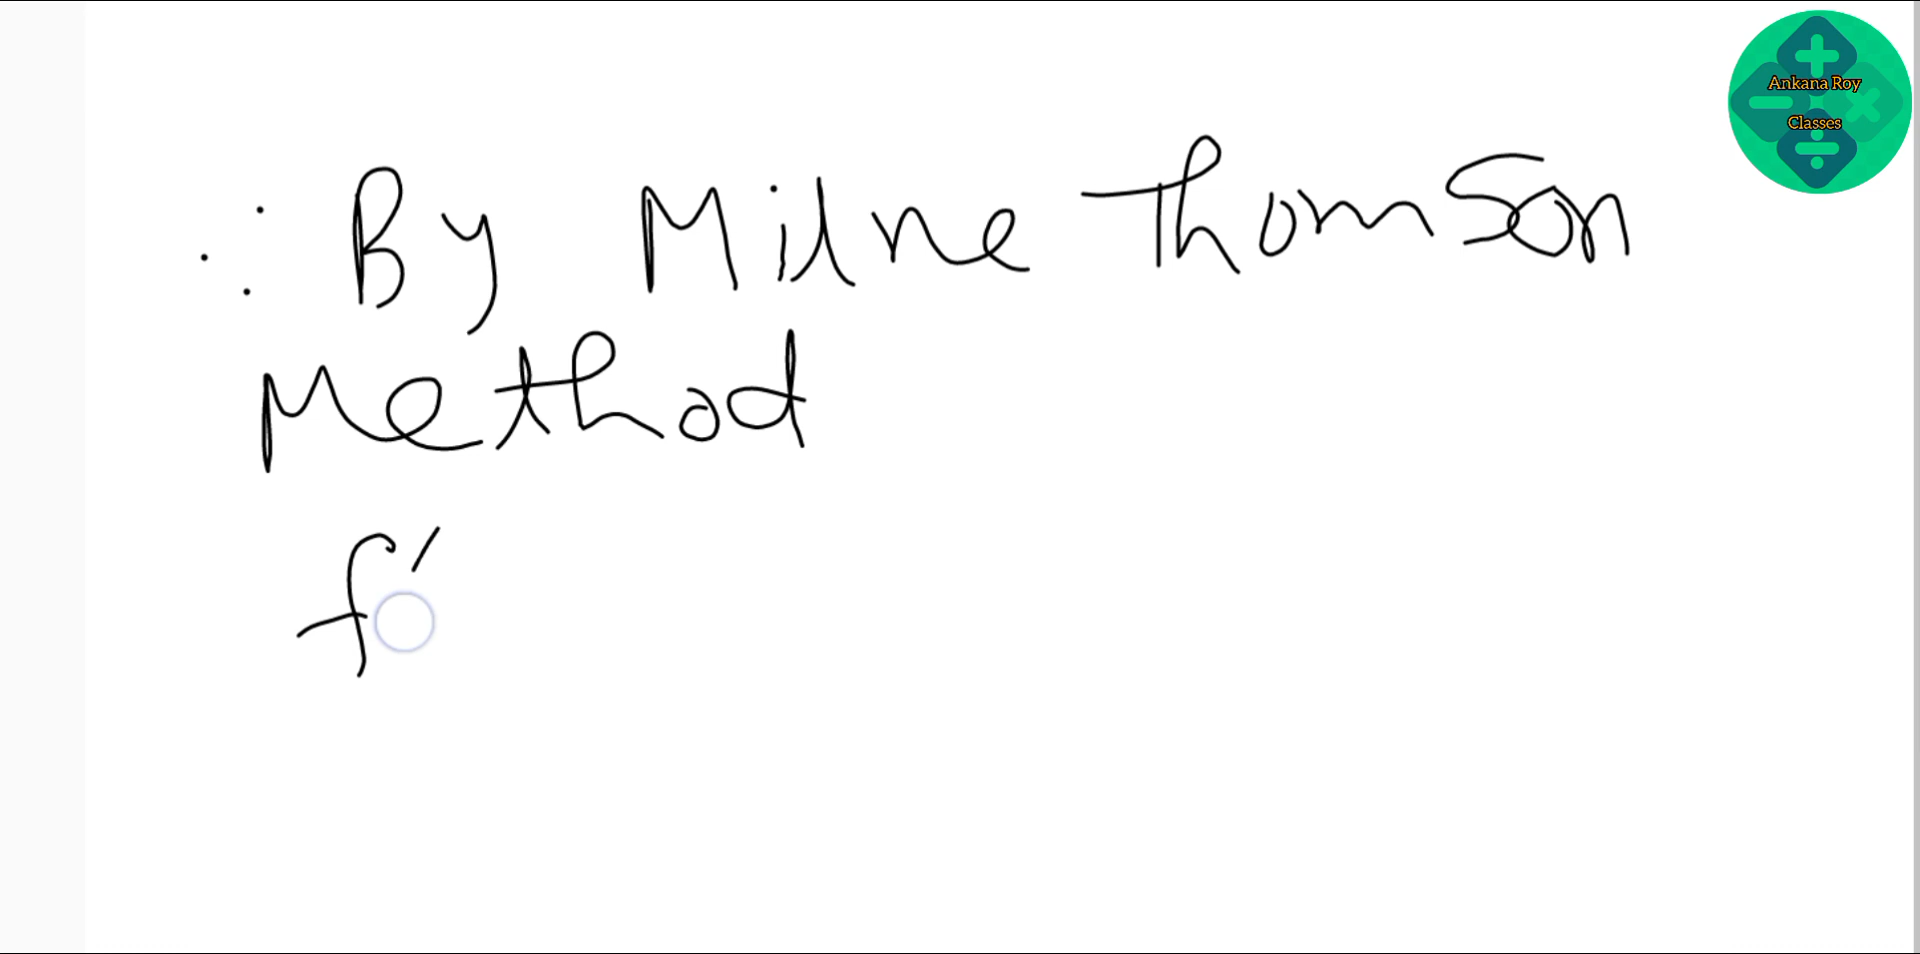 ∴ By Milne Thomson
Method
f'
Ankana Roy
Classes